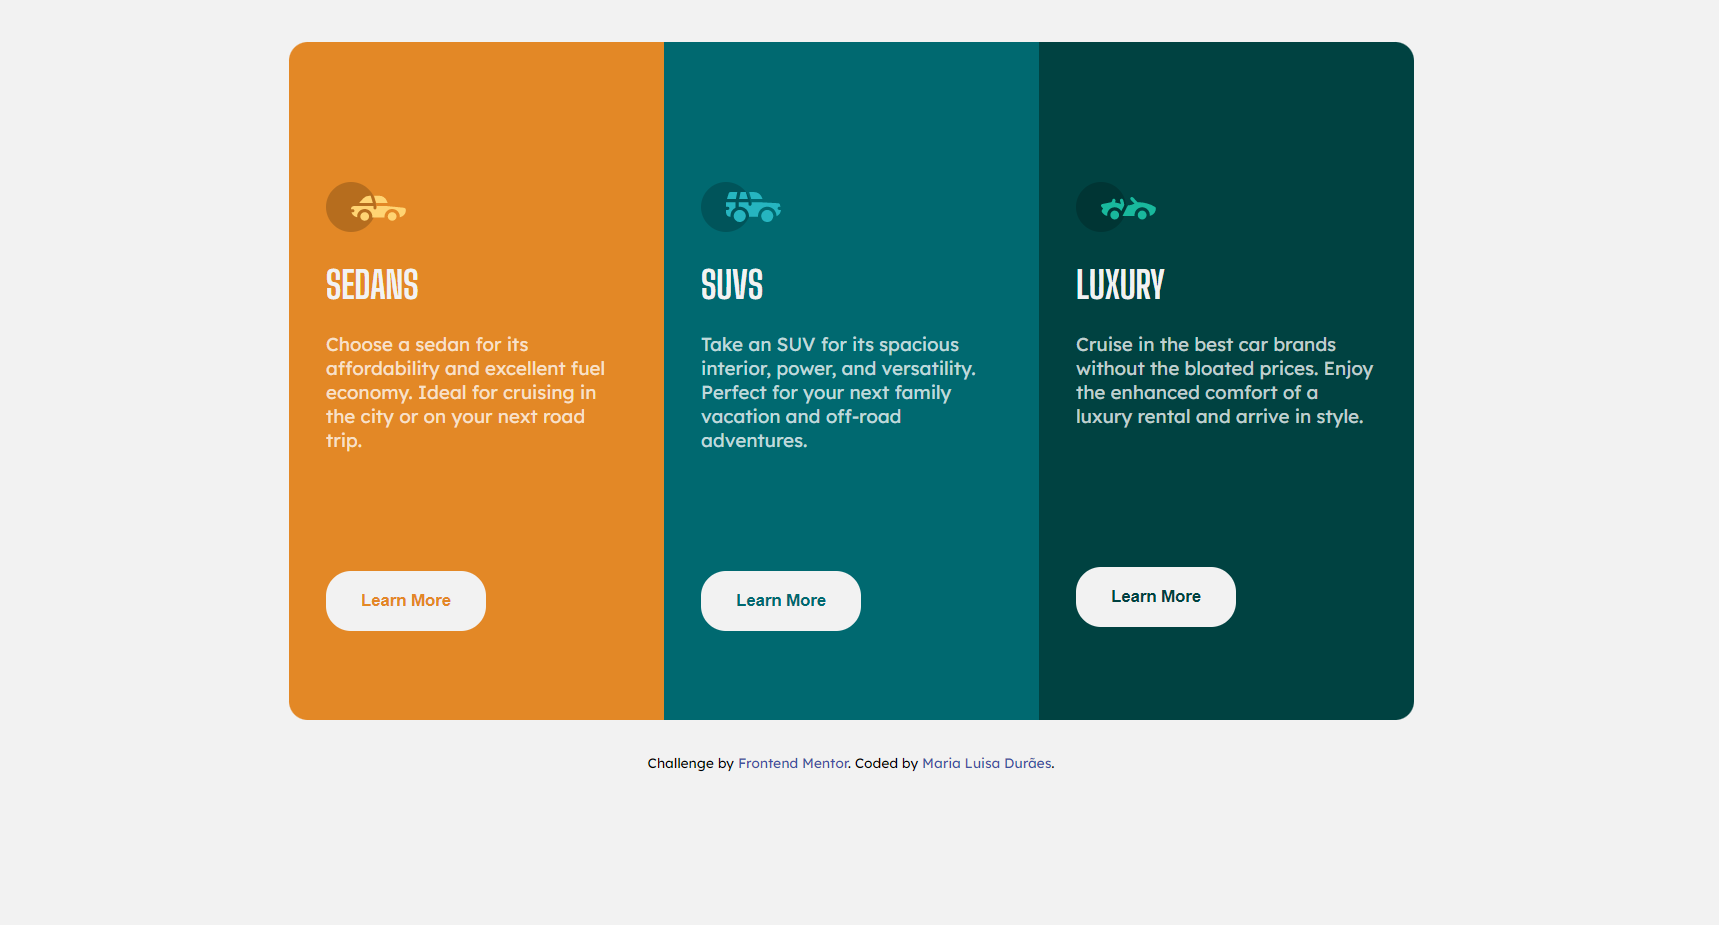 SEDANS
Choose a sedan for its
affordability and excellent fuel
economy. Ideal for cruising in
the city or on your next road
trip.
Learn More
SUVS
Take an SUV for its spacious
interior, power, and versatility.
Perfect for your next family
vacation and off-road
adventures.
Learn More
LUXURY
Cruise in the best car brands
without the bloated prices. Enjoy
the enhanced comfort of a
luxury rental and arrive in style.
Learn More
Challenge by Frontend Mentor. Coded by Maria Luisa Durães.